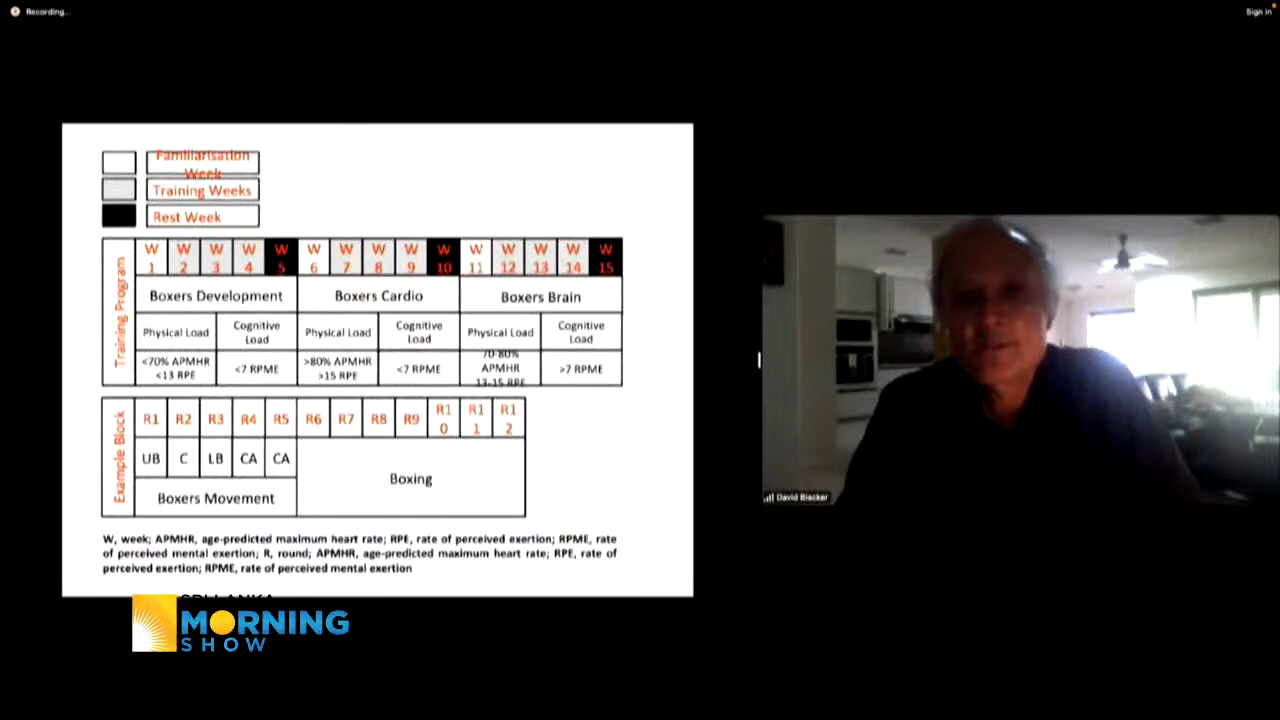 Recording...
Sign in
Familiarisation
Week
Training Weeks
Rest Week
Training Program
W W W W W W W W W W W W W W W
1 2 3 4 5 6 7 8 9 10 11 12 13 14 15
Boxers Development Boxers Cardio Boxers Brain
Physical Load Cognitive Load Physical Load Cognitive Load Physical Load Cognitive Load
<70% APMHR
<13 RPE
<7 RPME
>80% APMHR
>15 RPE
<7 RPME
70-80%
APMHR
13-15 RPE
>7 RPME
Example Block
R1 R2 R3 R4 R5 R6 R7 R8 R9 R10 R11 R12
UB C LB CA CA
Boxing
Boxers Movement
W, week; APMHR, age-predicted maximum heart rate; RPE, rate of perceived exertion; RPME, rate
of perceived mental exertion; R, round; APMHR, age-predicted maximum heart rate; RPE, rate of
perceived exertion; RPME, rate of perceived mental exertion
SRI LANKA
MORNING
SHOW
David Blacker